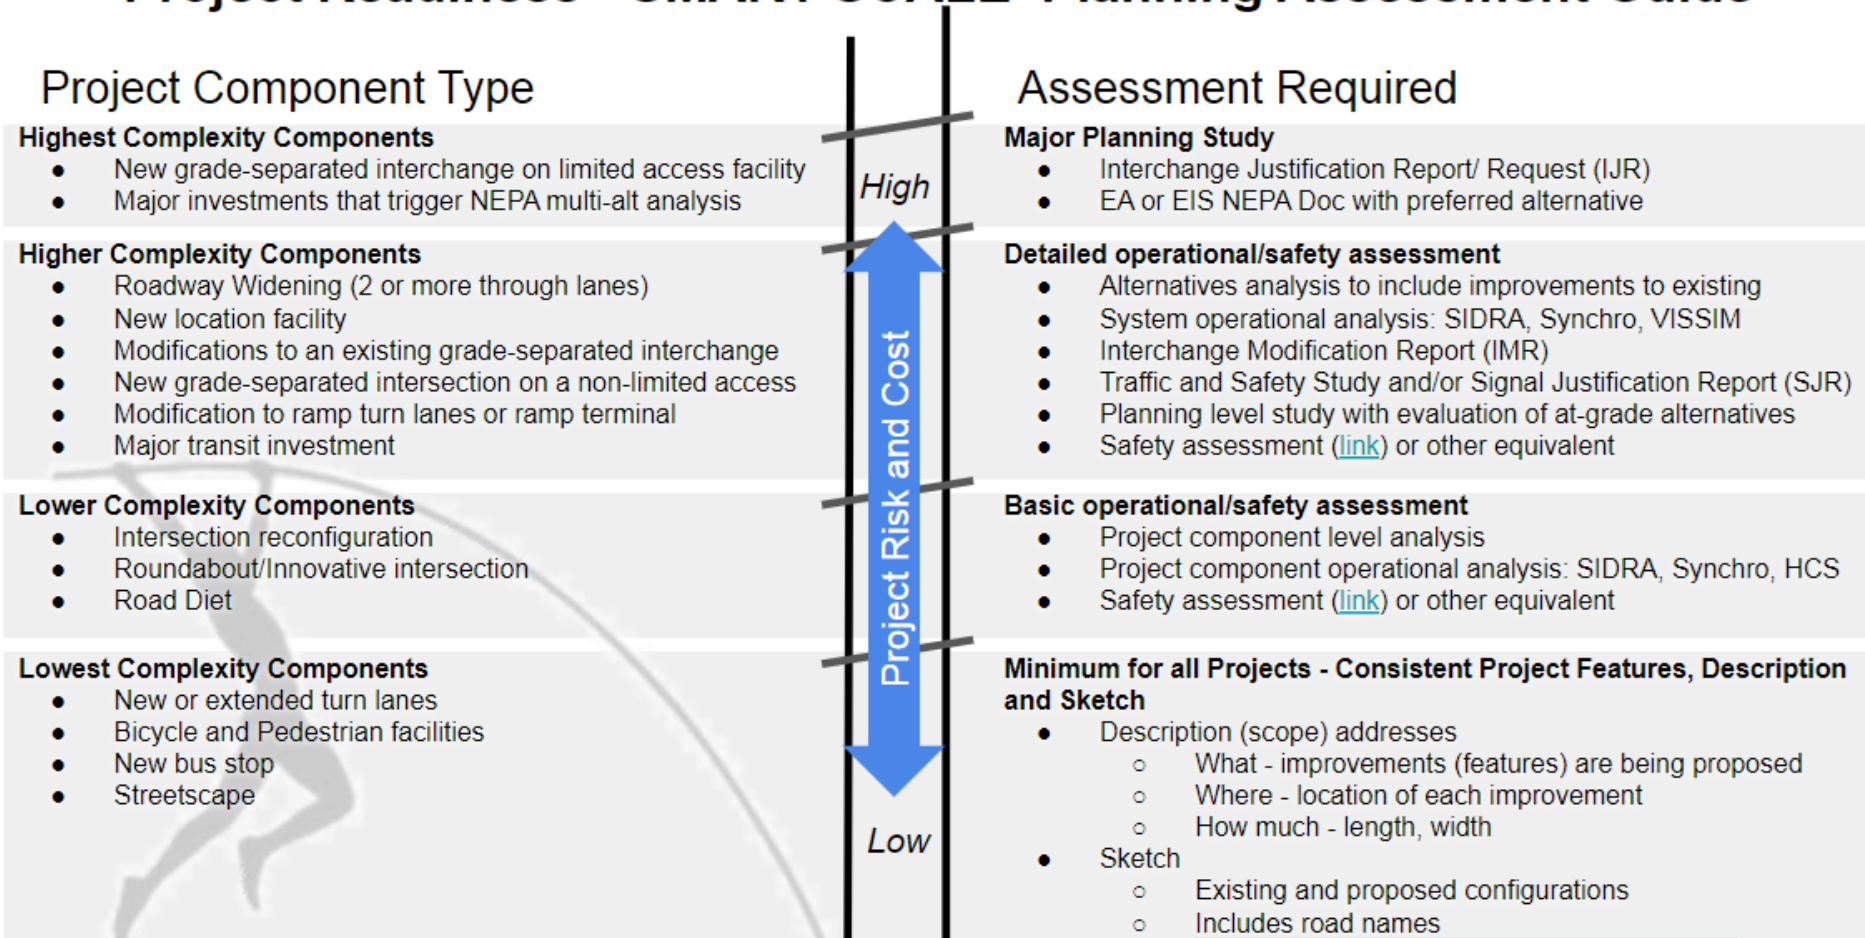 Project Readiness - SMART SCALE Planning Assessment Guide
Project Component Type
Highest Complexity Components
● New grade-separated interchange on limited access facility
● Major investments that trigger NEPA multi-alt analysis
Higher Complexity Components
● Roadway Widening (2 or more through lanes)
● New location facility
● Modifications to an existing grade-separated interchange
● New grade-separated intersection on a non-limited access
● Modification to ramp turn lanes or ramp terminal
● Major transit investment
Lower Complexity Components
● Intersection reconfiguration
● Roundabout/Innovative intersection
● Road Diet
Lowest Complexity Components
● New or extended turn lanes
● Bicycle and Pedestrian facilities
● New bus stop
● Streetscape
High
Project Risk and Cost
Low
Assessment Required
Major Planning Study
● Interchange Justification Report/ Request (IJR)
● EA or EIS NEPA Doc with preferred alternative
Detailed operational/safety assessment
● Alternatives analysis to include improvements to existing
● System operational analysis: SIDRA, Synchro, VISSIM
● Interchange Modification Report (IMR)
● Traffic and Safety Study and/or Signal Justification Report (SJR)
● Planning level study with evaluation of at-grade alternatives
● Safety assessment (link) or other equivalent
Basic operational/safety assessment
● Project component level analysis
● Project component operational analysis: SIDRA, Synchro, HCS
● Safety assessment (link) or other equivalent
Minimum for all Projects - Consistent Project Features, Description
and Sketch
● Description (scope) addresses
○ What - improvements (features) are being proposed
○ Where - location of each improvement
○ How much - length, width
● Sketch
○ Existing and proposed configurations
○ Includes road names